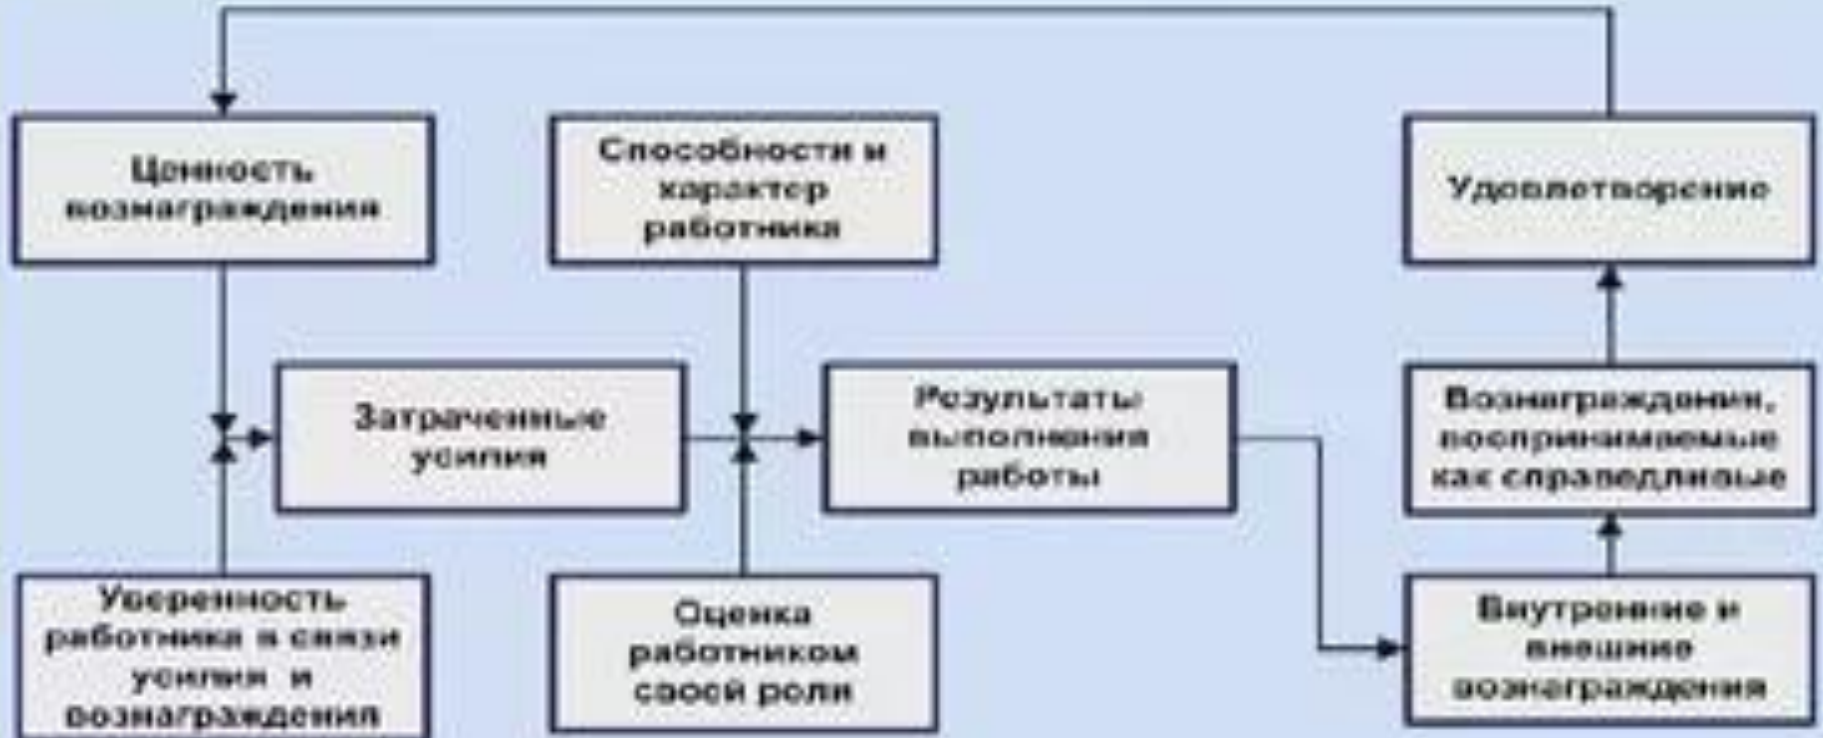 Ценность
вознаграждения
Способности и
характер
работника
Удовлетворение
Затраченные
усилия
Результаты
выполнения
работы
Вознаграждения,
воспринимаемые
как справедливые
Уверенность
работника в связи
усилия и
вознаграждения
Оценка
работником
своей роли
Внутренние и
внешние
вознаграждения